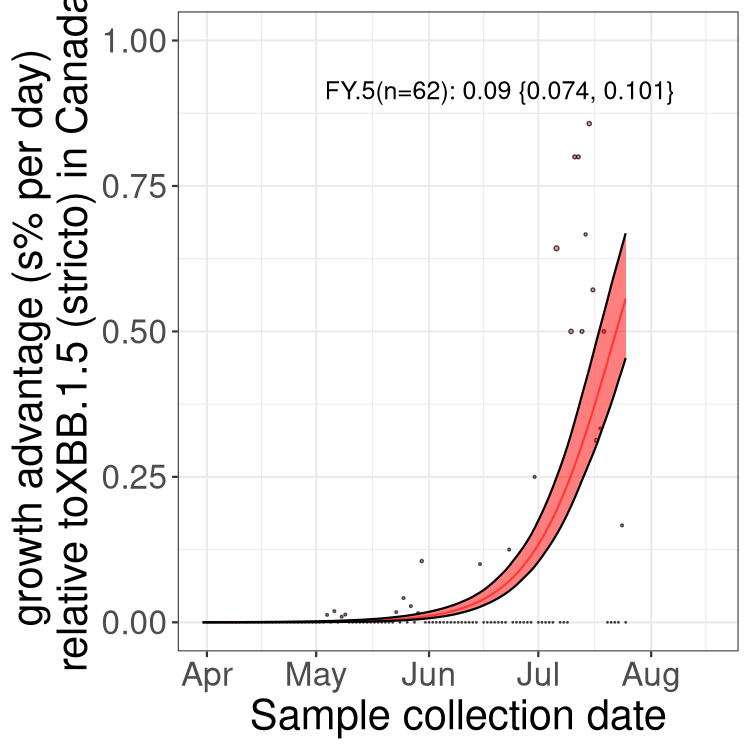 growth advantage (s% per day)
relative toXBB.1.5 (stricto) in Canada
1.00
0.75
0.50
0.25
0.00
FY.5(n=62): 0.09 {0.074, 0.101}
Apr May Jun Jul Aug
Sample collection date